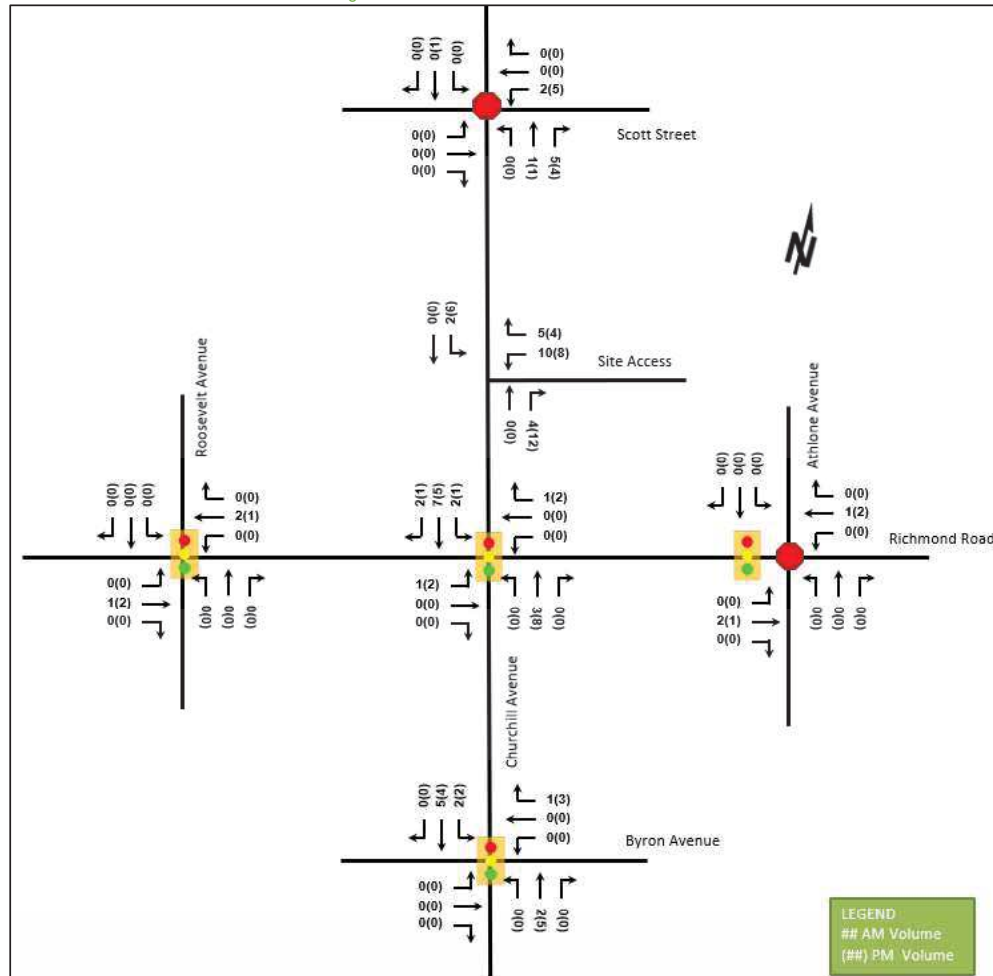 0(0) 0(1) 0(0)
0(0)
0(0)
2(5)
Scott Street
0(0)
0(0)
0(0)
0(0) 1(1) 5(4)
N
0(0) 2(6)
5(4)
10(8)
Site Access
0(0) 4(12)
Roosevelt Avenue
Athlone Avenue
0(0) 0(0) 0(0)
0(0)
2(1)
0(0)
0(0)
1(2)
0(0)
0(0) 0(0) 0(0)
2(1) 7(5) 2(1)
1(2)
0(0)
0(0)
1(2)
0(0)
0(0)
0(0) 3(8) 0(0)
0(0) 0(0) 0(0)
0(0)
1(2)
0(0)
Richmond Road
0(0)
2(1)
0(0)
0(0) 0(0) 0(0)
Churchill Avenue
0(0) 5(4) 2(2)
1(3)
0(0)
0(0)
Byron Avenue
0(0)
0(0)
0(0)
0(0) 2(5) 0(0)
LEGEND
## AM Volume
(##) PM Volume